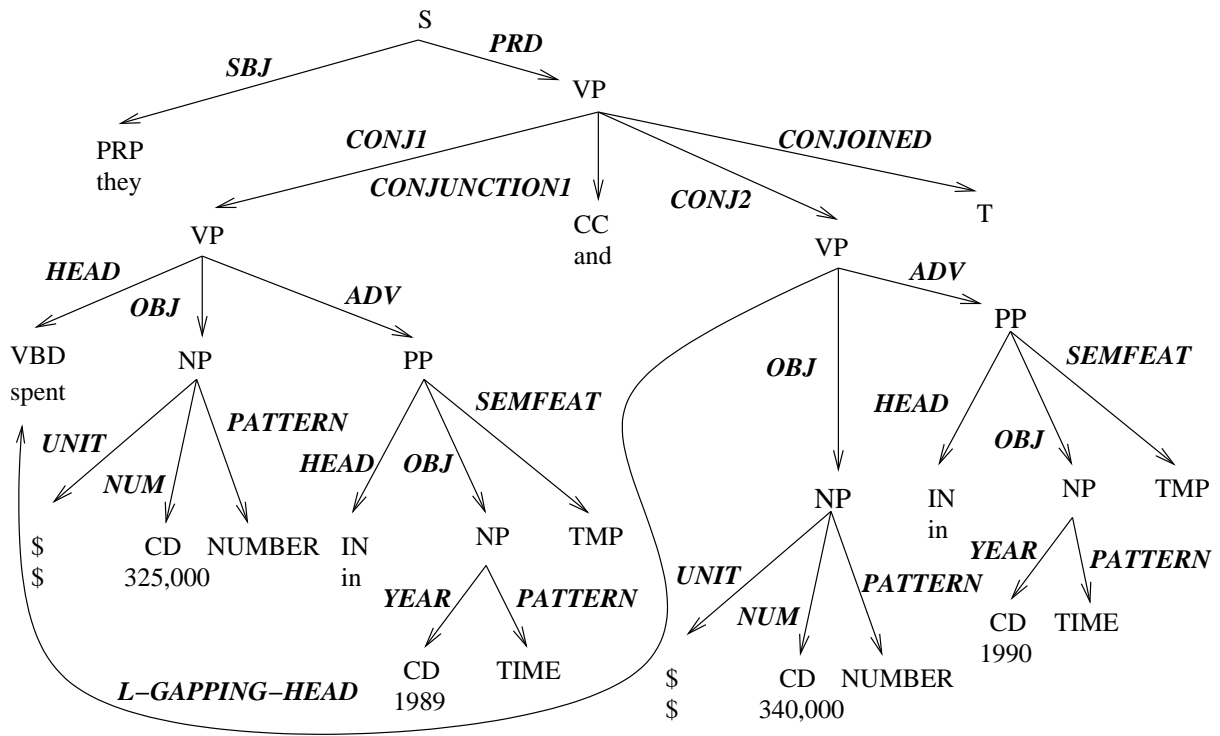 S
PRD
SBJ
VP
CONJ1
CONJOINED
PRP
they
CONJUNCTION1
CONJ2
CC
and
T
VP
VP
HEAD
OBJ
ADV
ADV
VBD
spent
NP
PP
OBJ
PP
SEMFEAT
UNIT
PATTERN
SEMFEAT
HEAD
NUM
HEAD
OBJ
OBJ
$
$
CD
325,000
NUMBER
IN
in
NP
TMP
NP
IN
in
NP
TMP
YEAR
PATTERN
UNIT
NUM
PATTERN
YEAR
PATTERN
CD
1990
TIME
L-GAPPING-HEAD
CD
1989
TIME
$
$
CD
340,000
NUMBER